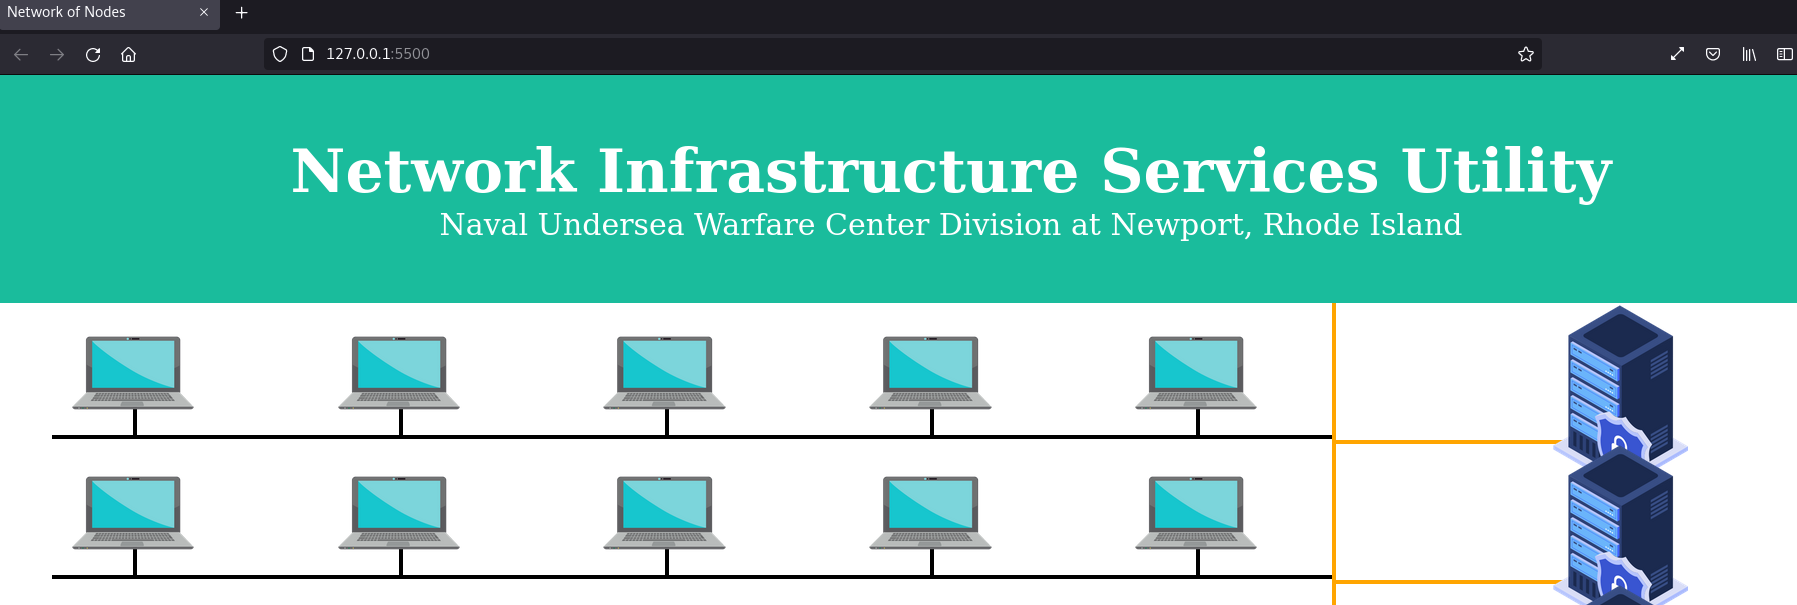 Network of Nodes
127.0.0.1:5500
Network Infrastructure Services Utility
Naval Undersea Warfare Center Division at Newport, Rhode Island